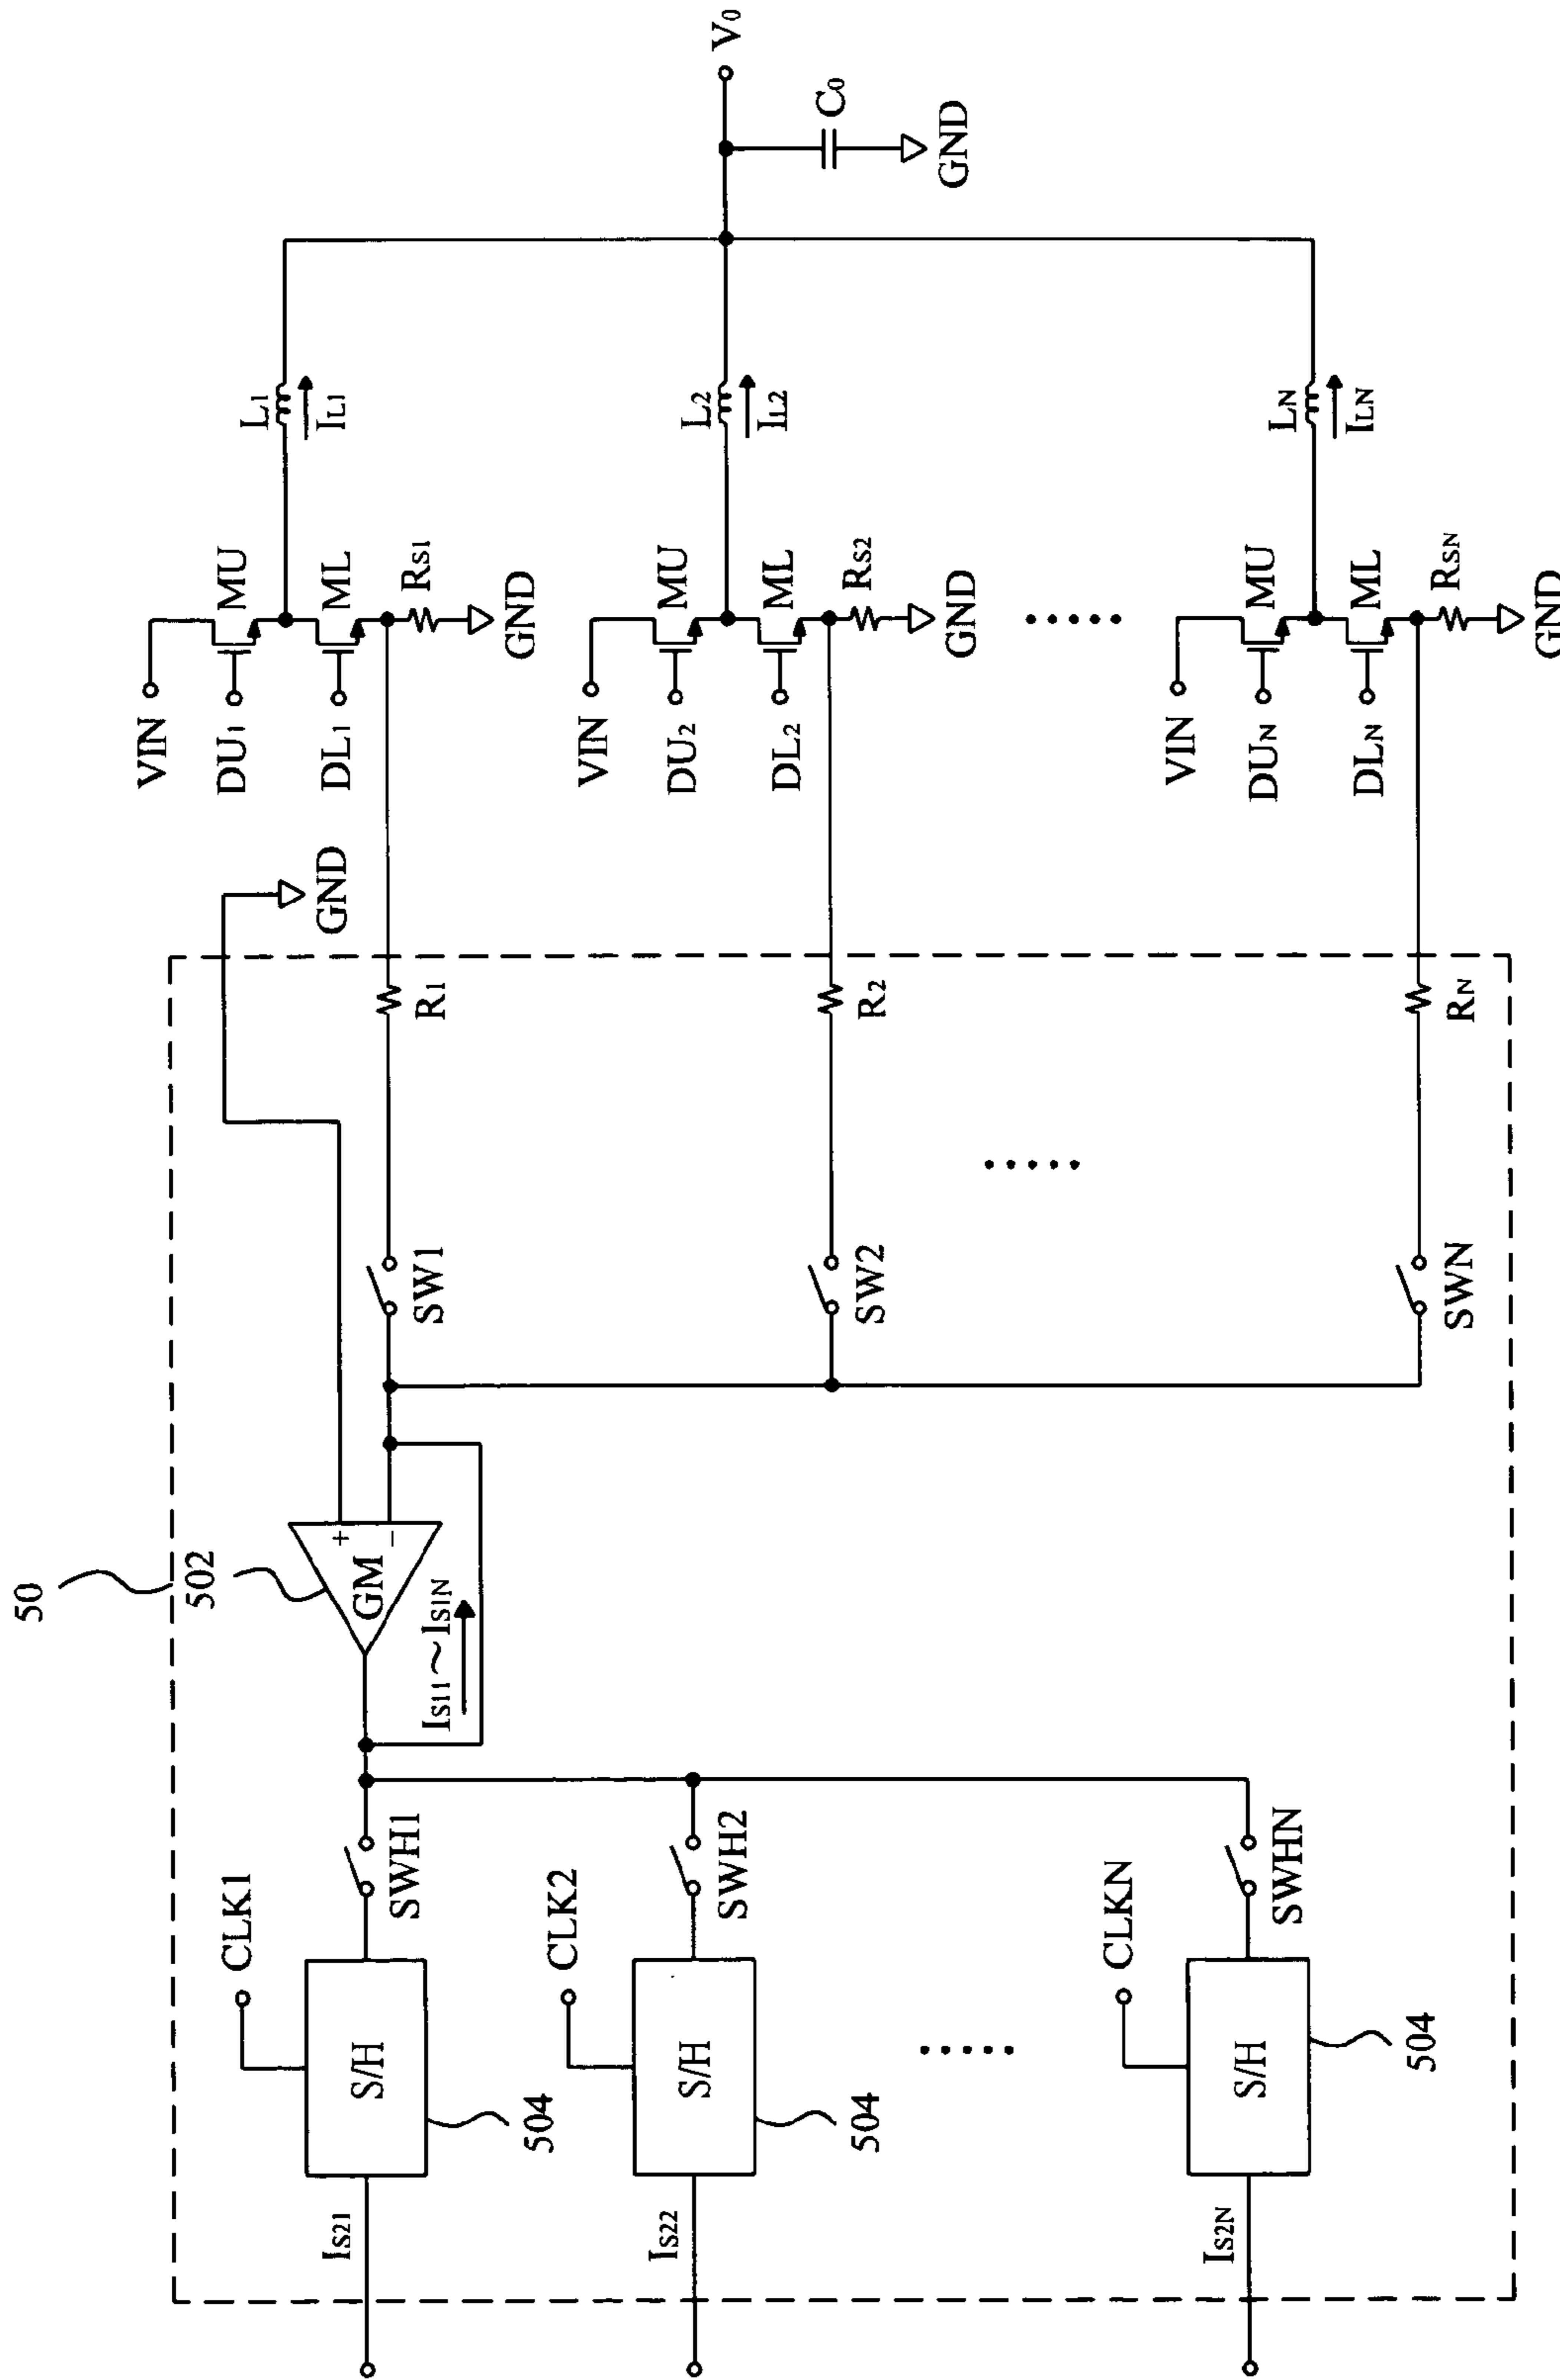 50
502
GM
+
−
IS11～IS1N
GND
VIN
DU1
DL1
MU
ML
RS1
GND
L1
IL1
R1
SW1
V0
C0
GND
VIN
DU2
DL2
MU
ML
RS2
GND
L2
IL2
R2
SW2
VIN
DUN
DLN
MU
ML
RSN
GND
LN
ILN
RN
SWN
CLK1
S/H
504
SWH1
IS21
CLK2
S/H
504
SWH2
IS22
CLKN
S/H
504
SWHN
IS2N